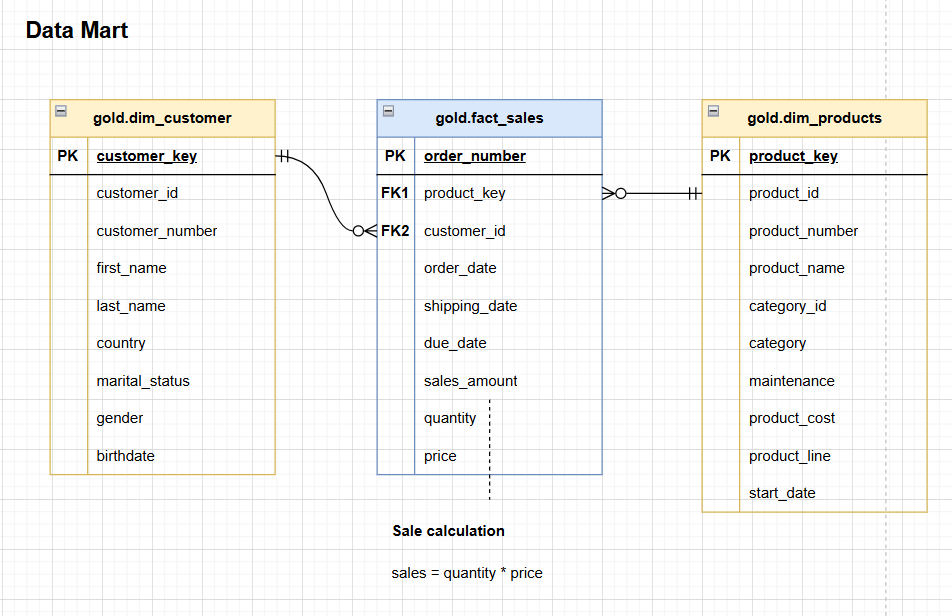 Data Mart
gold.dim_customer
PK customer_key
customer_id
customer_number
first_name
last_name
country
marital_status
gender
birthdate
gold.fact_sales
PK order_number
FK1 product_key
FK2 customer_id
order_date
shipping_date
due_date
sales_amount
quantity
price
gold.dim_products
PK product_key
product_id
product_number
product_name
category_id
category
maintenance
product_cost
product_line
start_date
Sale calculation
sales = quantity * price